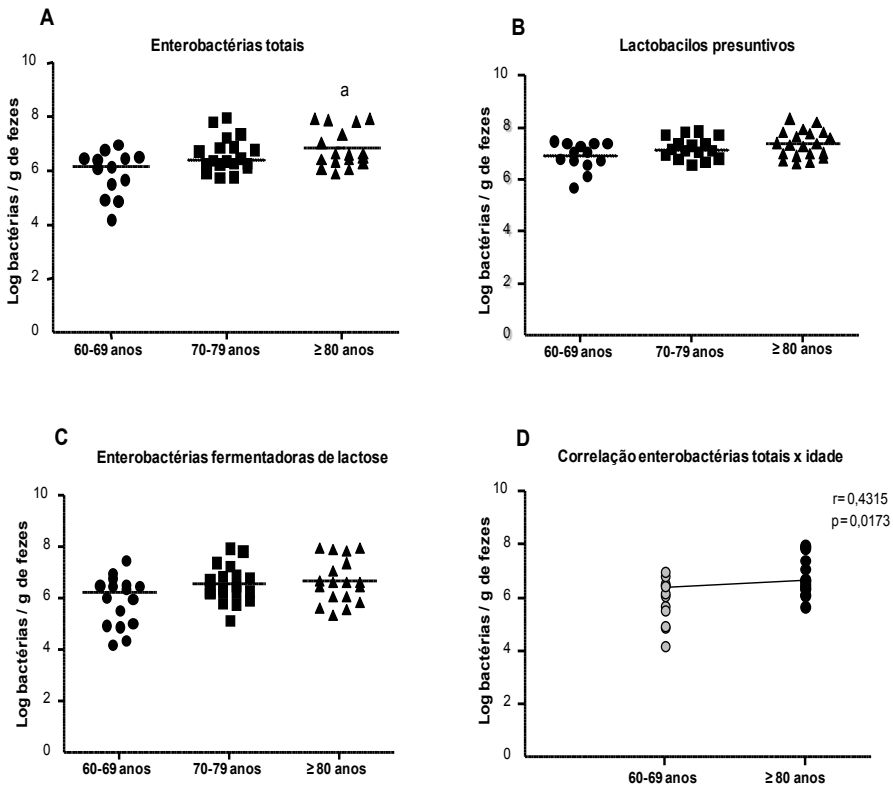 A
Enterobactérias totais
Log bactérias / g de fezes
10
8
6
4
2
0
a
60-69 anos
70-79 anos
≥ 80 anos
B
Lactobacilos presuntivos
Log bactérias / g de fezes
10
8
6
4
2
0
60-69 anos
70-79 anos
≥ 80 anos
C
Enterobactérias fermentadoras de lactose
Log bactérias / g de fezes
10
8
6
4
2
0
60-69 anos
70-79 anos
≥ 80 anos
D
Correlação enterobactérias totais x idade
r=0,4315
p=0,0173
Log bactérias / g de fezes
10
8
6
4
2
0
60-69 anos
≥ 80 anos